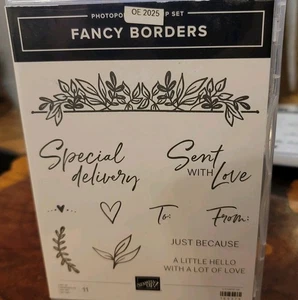 OE 2025
FANCY BORDERS
Special
delivery
Sent
WITH Love
To:
From:
JUST BECAUSE
A LITTLE HELLO
WITH A LOT OF LOVE
11